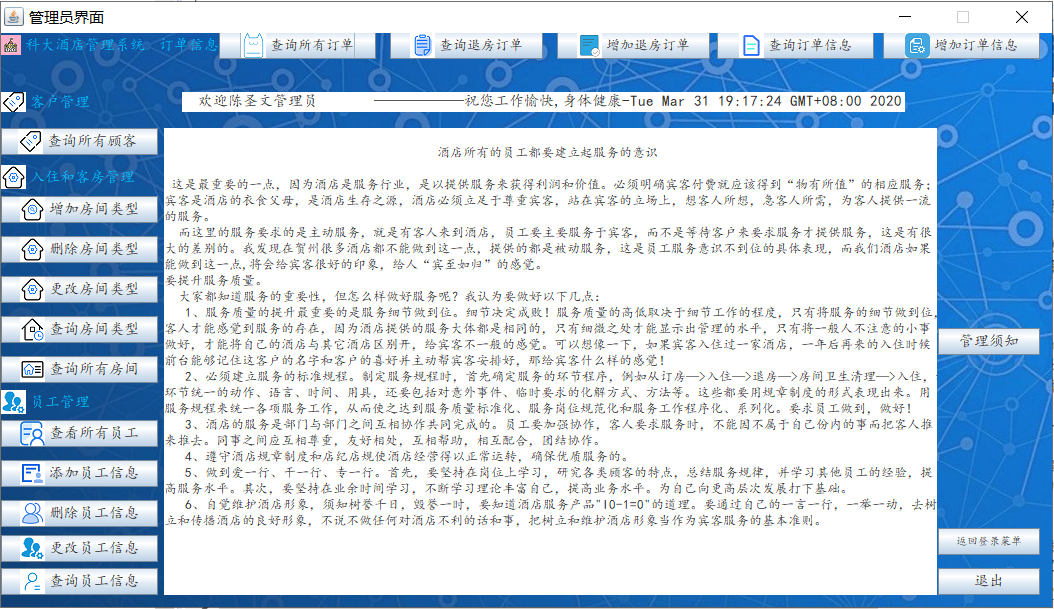 管理员界面
科大酒店管理系统 订单信息
查询所有订单
查询退房订单
增加退房订单
查询订单信息
增加订单信息
客户管理
欢迎陈圣文管理员 ——————————祝您工作愉快,身体健康-Tue Mar 31 19:17:24 GMT+08:00 2020
查询所有顾客
入住和客房管理
增加房间类型
删除房间类型
更改房间类型
查询房间类型
查询所有房间
员工管理
查看所有员工
添加员工信息
删除员工信息
更改员工信息
查询员工信息
酒店所有的员工都要建立起服务的意识
这是最重要的一点，因为酒店是服务行业，是以提供服务来获得利润和价值。必须明确宾客付费就应该得到“物有所值”的相应服务；
宾客是酒店的衣食父母，是酒店生存之源，酒店必须立足于尊重宾客，站在宾客的立场上，想客人所想，急客人所需，为客人提供一流
的服务。
而这里的服务要求的是主动服务，就是有客人来到酒店，员工要主要服务于宾客，而不是等待客户来要求服务才提供服务，这是有很
大的差别的。我发现在贺州很多酒店都不能做到这一点，提供的都是被动服务，这是员工服务意识不到位的具体表现，而我们酒店如果
能做到这一点,将会给宾客很好的印象，给人“宾至如归”的感觉。
要提升服务质量。
大家都知道服务的重要性，但怎么样做好服务呢？我认为要做好以下几点：
1、服务质量的提升最重要的是服务细节做到位。细节决定成败！服务质量的高低取决于细节工作的程度，只有将服务的细节做到位，
客人才能感觉到服务的存在，因为酒店提供的服务大体都是相同的，只有细微之处才能显示出管理的水平，只有将一般人不注意的小事
做好，才能将自己的酒店与其它酒店区别开，给宾客不一般的感觉。可以想像一下，如果宾客入住过一家酒店，一年后再来的入住时候
前台能够记住这客户的名字和客户的喜好并主动帮宾客安排好，那给宾客什么样的感觉！
2、必须建立服务的标准规程。制定服务规程时，首先确定服务的环节程序，例如从订房—>入住—>退房—>房间卫生清理—>入住，
环节统一的动作、语言、时间、用具，还要包括对意外事件、临时要求的化解方式、方法等。这些都要用规章制度的形式表现出来。用
服务规程来统一各项服务工作，从而使之达到服务质量标准化、服务岗位规范化和服务工作程序化、系列化。要求员工做到，做好！
3、酒店的服务是部门与部门之间互相协作共同完成的。员工要加强协作，客人要求服务时，不能因不属于自己份内的事而把客人推
来推去。同事之间应互相尊重，友好相处，互相帮助，相互配合，团结协作。
4、遵守酒店规章制度和店纪店规使酒店经营得以正常运转，确保优质服务的。
5、做到爱一行、干一行、专一行。首先，要坚持在岗位上学习，研究各类顾客的特点，总结服务规律，并学习其他员工的经验，提
高服务水平。其次，要坚持在业余时间学习，不断学习理论丰富自己，提高业务水平。为自己向更高层次发展打下基础。
6、自觉维护酒店形象，须知树誉千日，毁誉一时，要知道酒店服务产品"10-1=0"的道理。要通过自己的一言一行，一举一动，去树
立和传播酒店的良好形象，不说不做任何对酒店不利的话和事，把树立和维护酒店形象当作为宾客服务的基本准则。
管理须知
返回登录菜单
退出